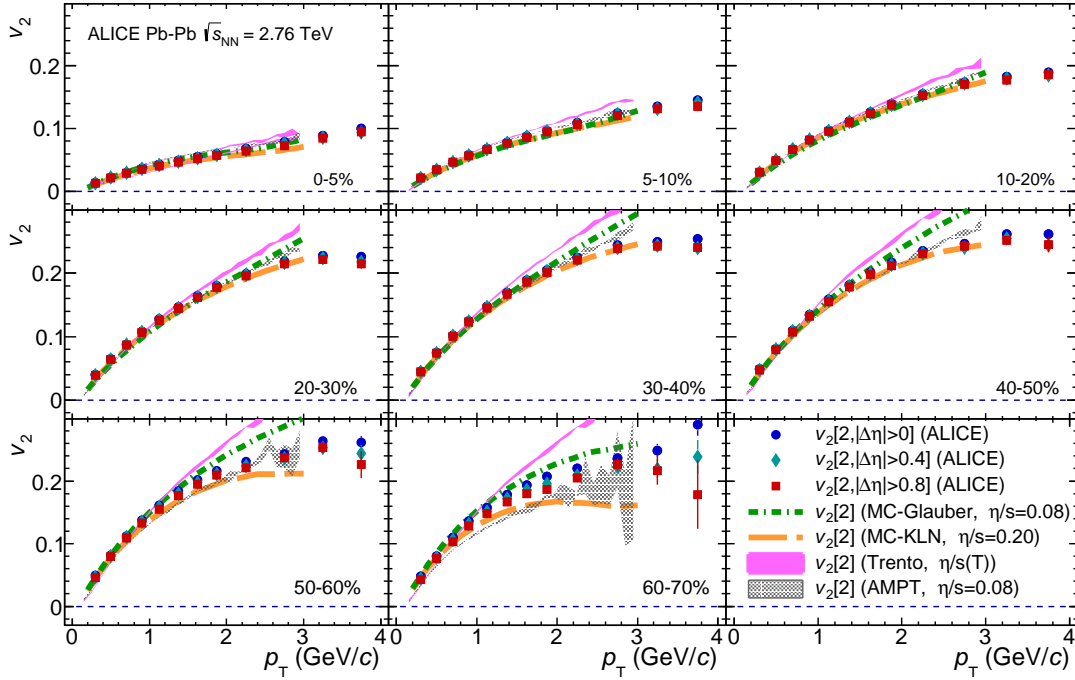 v₂
ALICE Pb-Pb √sNN = 2.76 TeV
0.2
0.1
0
0-5%
5-10%
10-20%
v₂
0.2
0.1
0
20-30%
30-40%
40-50%
v₂
0.2
0.1
0
50-60%
60-70%
v₂[2,|Δη|>0] (ALICE)
v₂[2,|Δη|>0.4] (ALICE)
v₂[2,|Δη|>0.8] (ALICE)
v₂[2] (MC-Glauber, η/s=0.08)
v₂[2] (MC-KLN, η/s=0.20)
v₂[2] (Trento, η/s(T))
v₂[2] (AMPT, η/s=0.08)
0 1 2 3 4 0 1 2 3 4 0 1 2 3 4
pT (GeV/c) pT (GeV/c) pT (GeV/c)